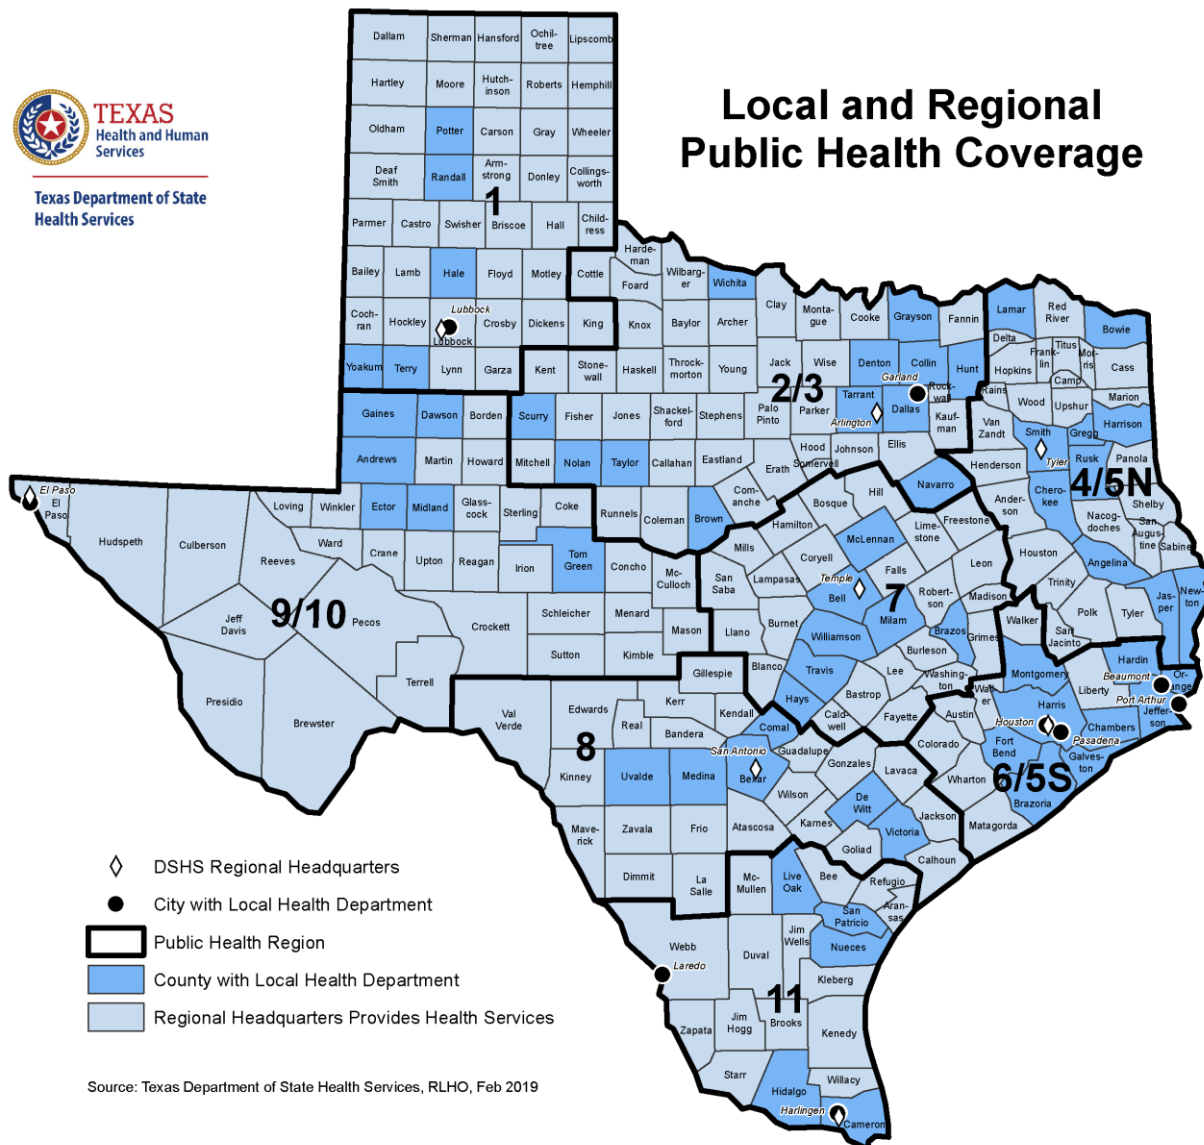 TEXAS
Health and Human
Services
Texas Department of State
Health Services
Local and Regional
Public Health Coverage
Dallam
Sherman
Hansford
Ochil-
tree
Lipscomb
Hartley
Moore
Hutch-
inson
Roberts
Hemphill
Oldham
Potter
Carson
Gray
Wheeler
Deaf
Smith
Randall
Arm-
strong
Donley
Collings-
worth
1
Parmer
Castro
Swisher
Briscoe
Hall
Child-
ress
Bailey
Lamb
Hale
Floyd
Motley
Cottle
Coch-
ran
Hockley
Lubbock
Lubbock
Crosby
Dickens
King
Yoakum
Terry
Lynn
Garza
Kent
Stone-
wall
Haskell
Throck-
morton
Young
Harde-
man
Foard
Wilbarg-
er
Wichita
Knox
Baylor
Archer
Clay
Monta-
gue
Cooke
Grayson
Fannin
Jack
Wise
Denton
Collin
Hunt
2/3
Garland
Rock-
wall
Palo
Pinto
Parker
Tarrant
Arlington
Dallas
Kauf-
man
Hood
Somervell
Johnson
Ellis
Gaines
Dawson
Borden
Scurry
Fisher
Jones
Shackel-
ford
Stephens
Andrews
Martin
Howard
Mitchell
Nolan
Taylor
Callahan
Eastland
Erath
Com-
anche
Navarro
Lamar
Red
River
Bowie
Delta
Titus
Frank-
lin
Mor-
ris
Cass
Hopkins
Camp
Rains
Wood
Upshur
Marion
Van
Zandt
Smith
Gregg
Harrison
Tyler
Rusk
Panola
4/5N
Henderson
Ander-
son
Chero-
kee
Nacog-
doches
Shelby
San
Augus-
tine
Sabine
Houston
Angelina
Trinity
Polk
Tyler
Jas-
per
New-
ton
San
Jacinto
El Paso
El
Paso
Hudspeth
Culberson
Reeves
Loving
Winkler
Ector
Midland
Glass-
cock
Sterling
Coke
Runnels
Coleman
Brown
Ward
Crane
Upton
Reagan
Irion
Tom
Green
Concho
Mc-
Culloch
Jeff
Davis
9/10
Pecos
Crockett
Schleicher
Menard
Mason
Sutton
Kimble
Presidio
Brewster
Terrell
Bosque
Hill
Hamilton
McLennan
Lime-
stone
Freestone
Mills
Coryell
Falls
Leon
San
Saba
Lampasas
Temple
Bell
7
Robert-
son
Madison
Llano
Burnet
Williamson
Milam
Brazos
Grimes
Burleson
Blanco
Travis
Lee
Washing-
ton
Hays
Bastrop
Cald-
well
Fayette
Walker
Montgomery
Liberty
Hardin
Beaumont
Or-
ange
Port Arthur
Jeffer-
son
Wall-
er
Austin
Harris
Houston
Pasadena
Chambers
Colorado
Fort
Bend
Galves-
ton
6/5S
Wharton
Brazoria
Matagorda
Val
Verde
Edwards
Real
Kerr
Gillespie
Kendall
Bandera
Comal
8
San Antonio
Bexar
Guadalupe
Gonzales
Lavaca
Kinney
Uvalde
Medina
Wilson
De
Witt
Jackson
Mave-
rick
Zavala
Frio
Atascosa
Karnes
Victoria
Goliad
Calhoun
Dimmit
La
Salle
Mc-
Mullen
Live
Oak
Bee
Refugio
Aran-
sas
San
Patricio
Webb
Laredo
Duval
Jim
Wells
Nueces
Kleberg
11
Zapata
Jim
Hogg
Brooks
Kenedy
Starr
Hidalgo
Willacy
Harlingen
Cameron
DSHS Regional Headquarters
City with Local Health Department
Public Health Region
County with Local Health Department
Regional Headquarters Provides Health Services
Source: Texas Department of State Health Services, RLHO, Feb 2019